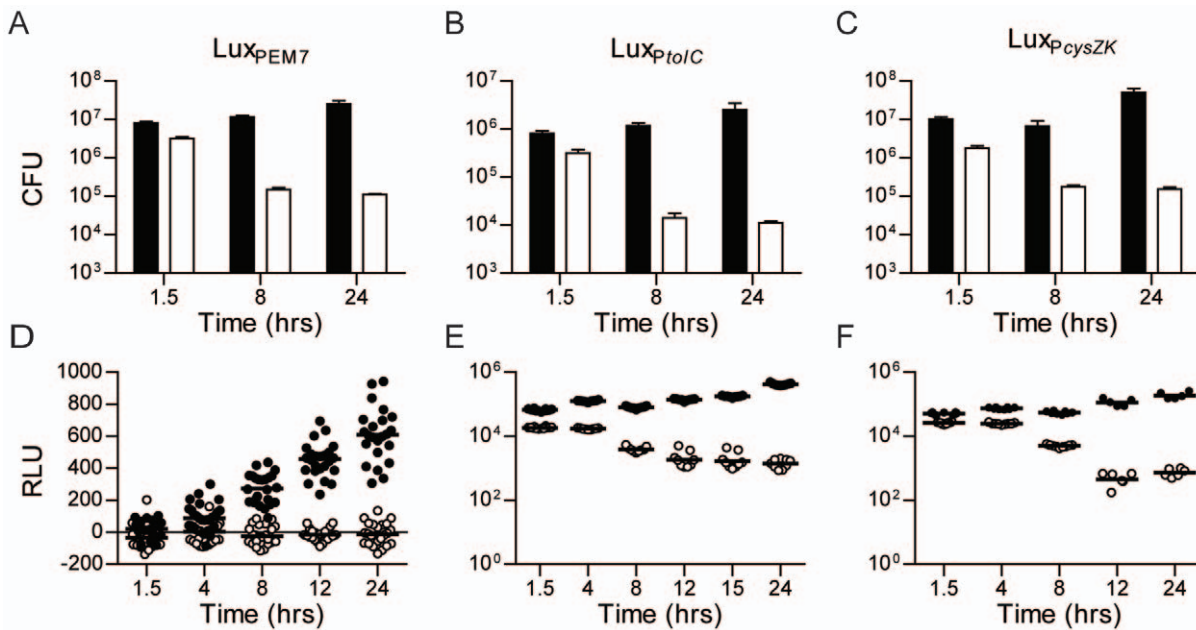 A
Lux_PEM7
CFU
10^8
10^7
10^6
10^5
10^4
10^3
1.5 8 24
Time (hrs)
B
Lux_PtolC
10^7
10^6
10^5
10^4
10^3
1.5 8 24
Time (hrs)
C
Lux_PcysZK
10^8
10^7
10^6
10^5
10^4
10^3
1.5 8 24
Time (hrs)
D
RLU
1000
800
600
400
200
0
-200
1.5 4 8 12 24
Time (hrs)
E
10^6
10^4
10^2
10^0
1.5 4 8 12 15 24
Time (hrs)
F
10^6
10^4
10^2
10^0
1.5 4 8 12 24
Time (hrs)